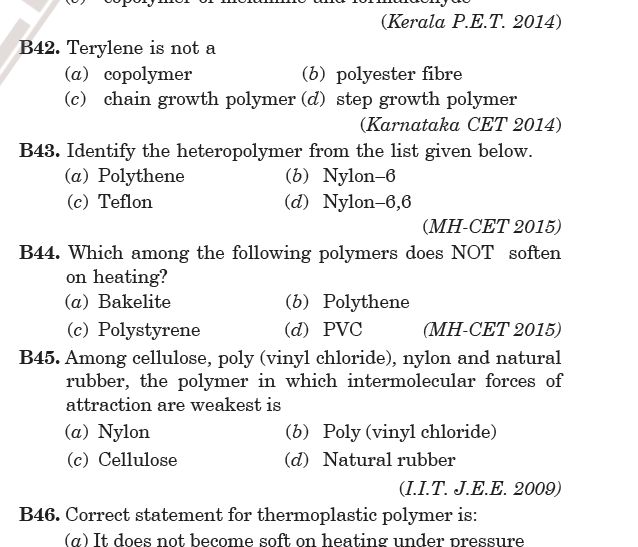 (e) copolymer of melamine and formaldehyde
(Kerala P.E.T. 2014)
B42. Terylene is not a
(a) copolymer (b) polyester fibre
(c) chain growth polymer (d) step growth polymer
(Karnataka CET 2014)
B43. Identify the heteropolymer from the list given below.
(a) Polythene (b) Nylon–6
(c) Teflon (d) Nylon–6,6
(MH-CET 2015)
B44. Which among the following polymers does NOT soften
on heating?
(a) Bakelite (b) Polythene
(c) Polystyrene (d) PVC (MH-CET 2015)
B45. Among cellulose, poly (vinyl chloride), nylon and natural
rubber, the polymer in which intermolecular forces of
attraction are weakest is
(a) Nylon (b) Poly (vinyl chloride)
(c) Cellulose (d) Natural rubber
(I.I.T. J.E.E. 2009)
B46. Correct statement for thermoplastic polymer is:
(a) It does not become soft on heating under pressure